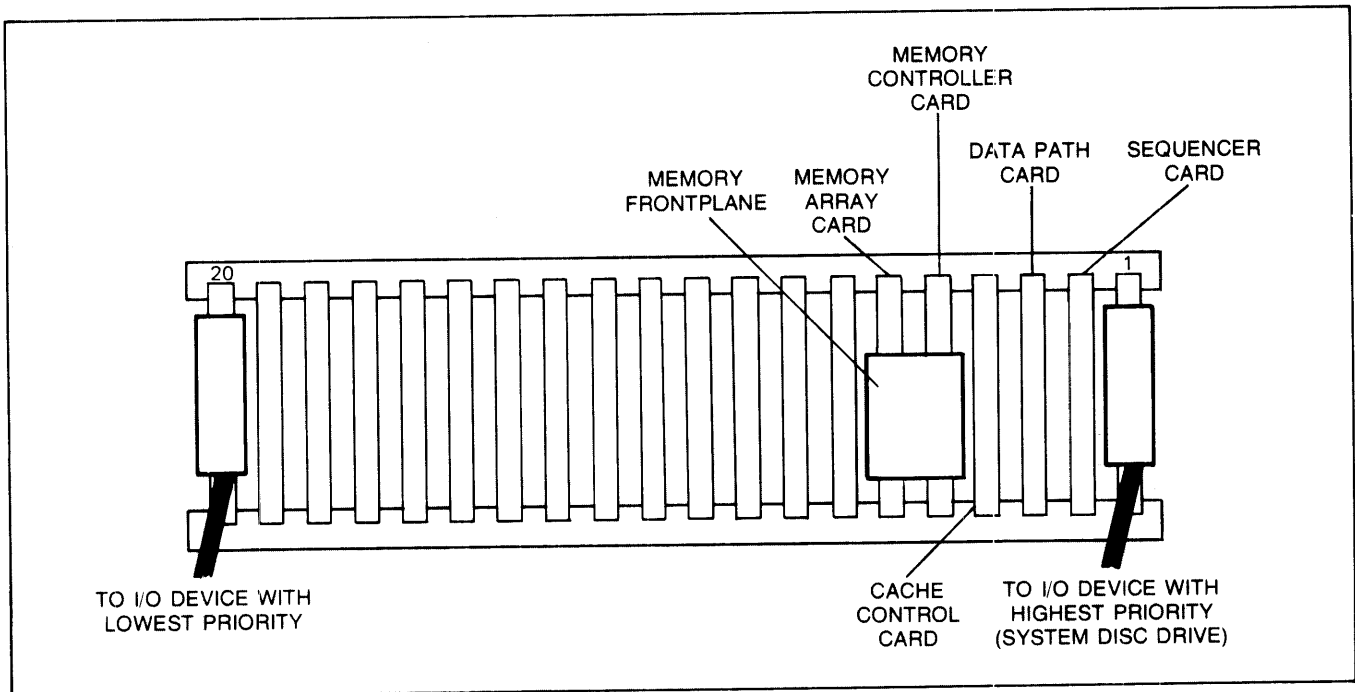 MEMORY
CONTROLLER
CARD
DATA PATH
CARD
SEQUENCER
CARD
MEMORY
FRONTPLANE
MEMORY
ARRAY
CARD
20
1
TO I/O DEVICE WITH
LOWEST PRIORITY
CACHE
CONTROL
CARD
TO I/O DEVICE WITH
HIGHEST PRIORITY
(SYSTEM DISC DRIVE)